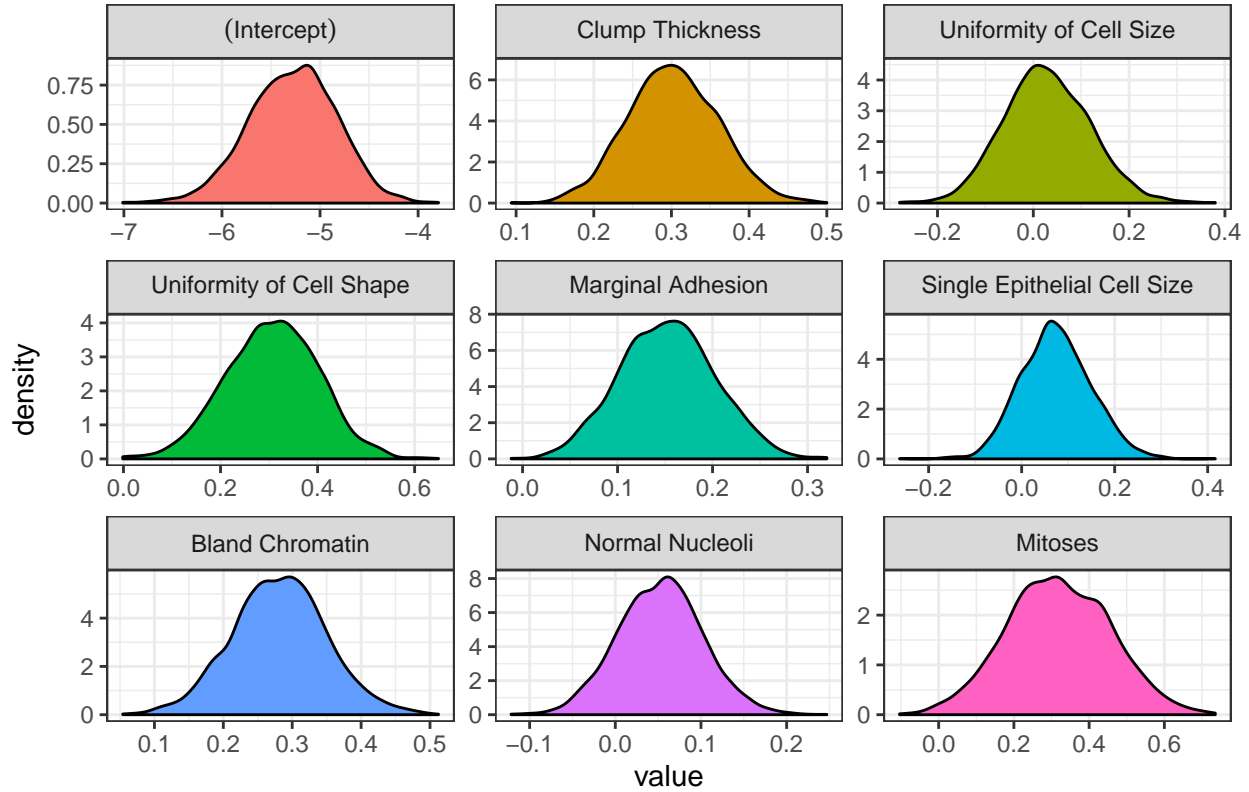 (Intercept)
Clump Thickness
Uniformity of Cell Size
0.75
0.50
0.25
0.00
−7 −6 −5 −4
6
4
2
0
0.1 0.2 0.3 0.4 0.5
4
3
2
1
0
−0.2 0.0 0.2 0.4
Uniformity of Cell Shape
Marginal Adhesion
Single Epithelial Cell Size
density
4
3
2
1
0
0.0 0.2 0.4 0.6
8
6
4
2
0
0.0 0.1 0.2 0.3
4
2
0
−0.2 0.0 0.2 0.4
Bland Chromatin
Normal Nucleoli
Mitoses
4
2
0
0.1 0.2 0.3 0.4 0.5
8
6
4
2
0
−0.1 0.0 0.1 0.2
2
1
0
0.0 0.2 0.4 0.6
value